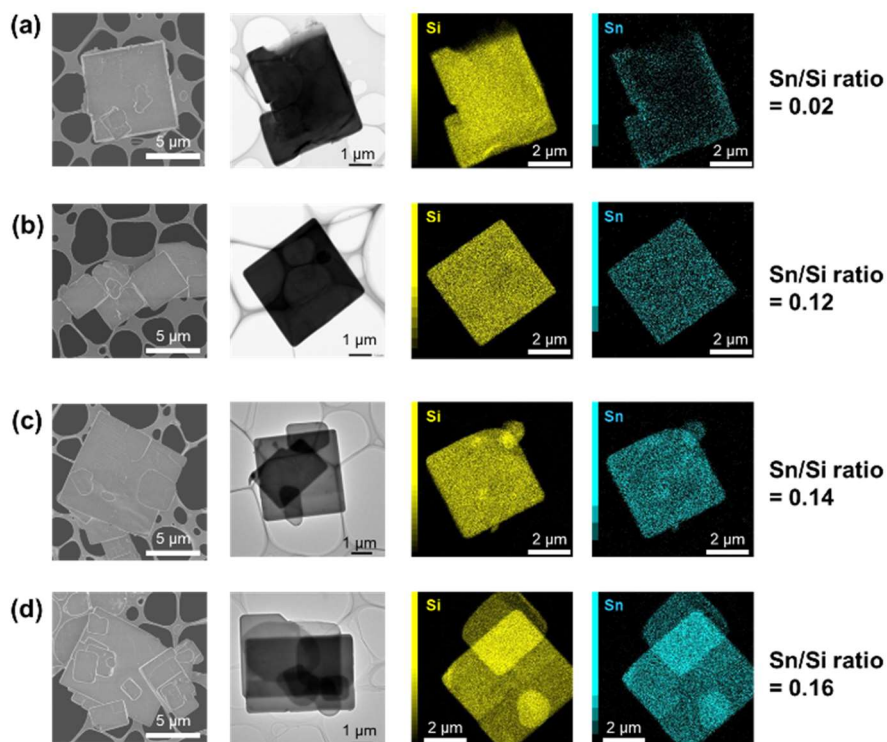 (a)
5 µm
1 µm
Si
2 µm
Sn
2 µm
Sn/Si ratio
= 0.02
(b)
5 µm
1 µm
Si
2 µm
Sn
2 µm
Sn/Si ratio
= 0.12
(c)
5 µm
1 µm
Si
2 µm
Sn
2 µm
Sn/Si ratio
= 0.14
(d)
5 µm
1 µm
Si
2 µm
Sn
2 µm
Sn/Si ratio
= 0.16